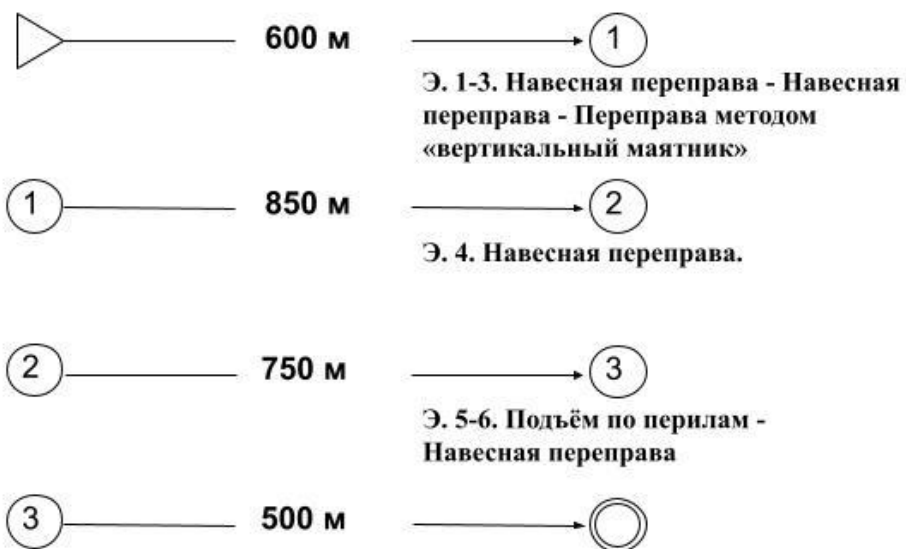 600 м 1
Э. 1-3. Навесная переправа - Навесная
переправа - Переправа методом
«вертикальный маятник»
1 850 м 2
Э. 4. Навесная переправа.
2 750 м 3
Э. 5-6. Подъём по перилам -
Навесная переправа
3 500 м